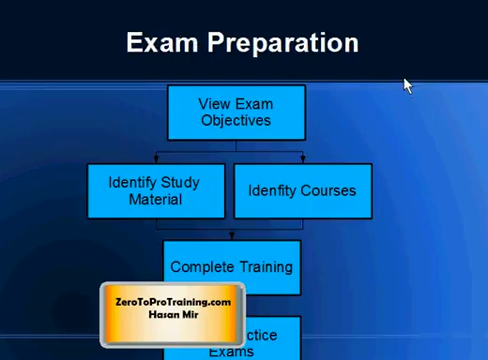 Exam Preparation
View Exam
Objectives
Identify Study
Material
Idenfity Courses
Complete Training
ZeroToProTraining.com
Hasan Mir
Exams